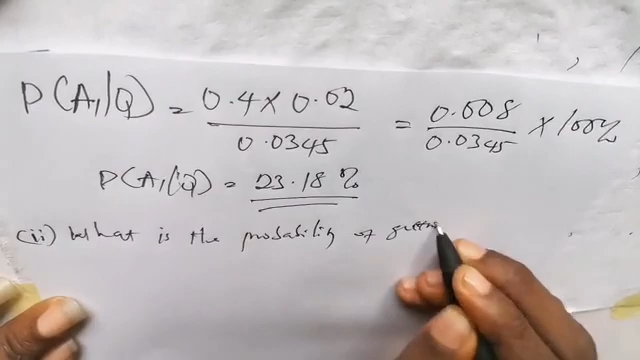 P(A₁|Q) = 0.4 x 0.02 / 0.0345 = 0.008 / 0.0345 x 100%
P(A₁|Q) = 23.18 %
(ii) What is the probability of